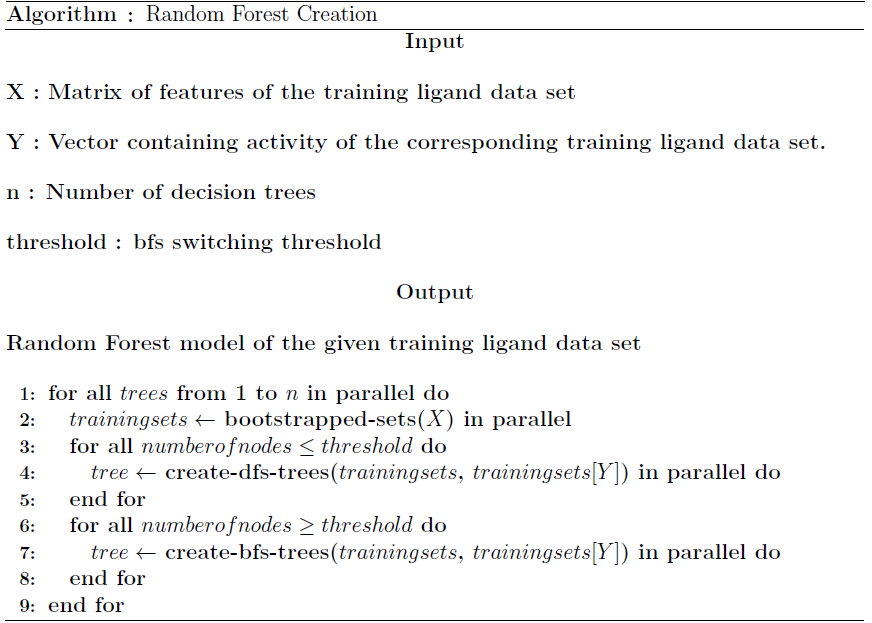 Algorithm : Random Forest Creation
Input
X : Matrix of features of the training ligand data set
Y : Vector containing activity of the corresponding training ligand data set.
n : Number of decision trees
threshold : bfs switching threshold
Output
Random Forest model of the given training ligand data set
1: for all trees from 1 to n in parallel do
2: trainingsets ← bootstrapped-sets(X) in parallel
3: for all numberofnodes ≤ threshold do
4: tree ← create-dfs-trees(trainingsets, trainingsets[Y]) in parallel do
5: end for
6: for all numberofnodes ≥ threshold do
7: tree ← create-bfs-trees(trainingsets, trainingsets[Y]) in parallel do
8: end for
9: end for